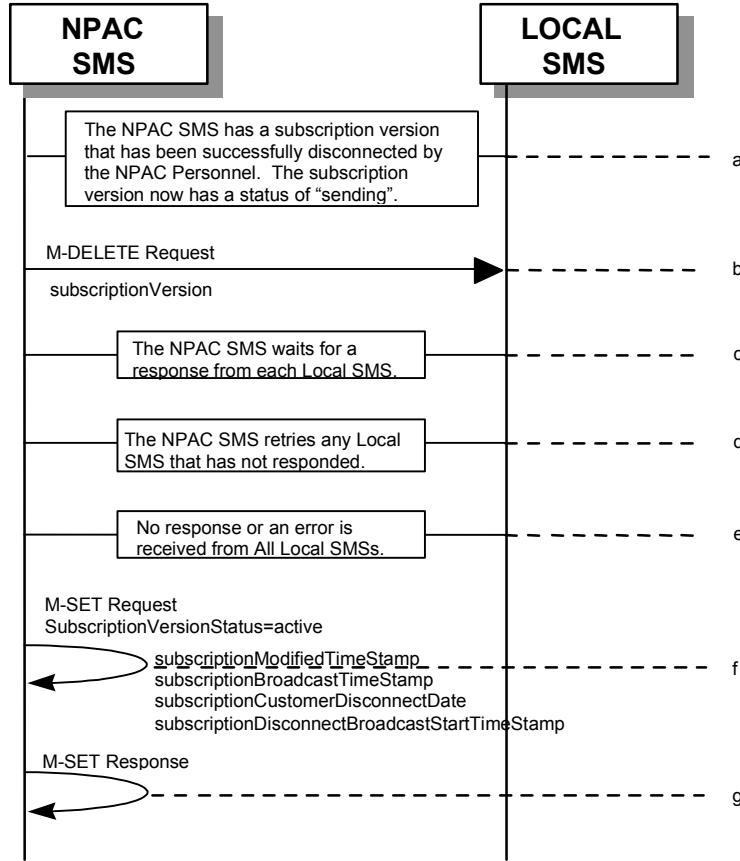 NPAC
SMS
LOCAL
SMS
The NPAC SMS has a subscription version
that has been successfully disconnected by
the NPAC Personnel. The subscription
version now has a status of “sending”.
a
M-DELETE Request
b
subscriptionVersion
The NPAC SMS waits for a
response from each Local SMS.
c
The NPAC SMS retries any Local
SMS that has not responded.
d
No response or an error is
received from All Local SMSs.
e
M-SET Request
SubscriptionVersionStatus=active
subscriptionModifiedTimeStamp
f
subscriptionBroadcastTimeStamp
subscriptionCustomerDisconnectDate
subscriptionDisconnectBroadcastStartTimeStamp
M-SET Response
g